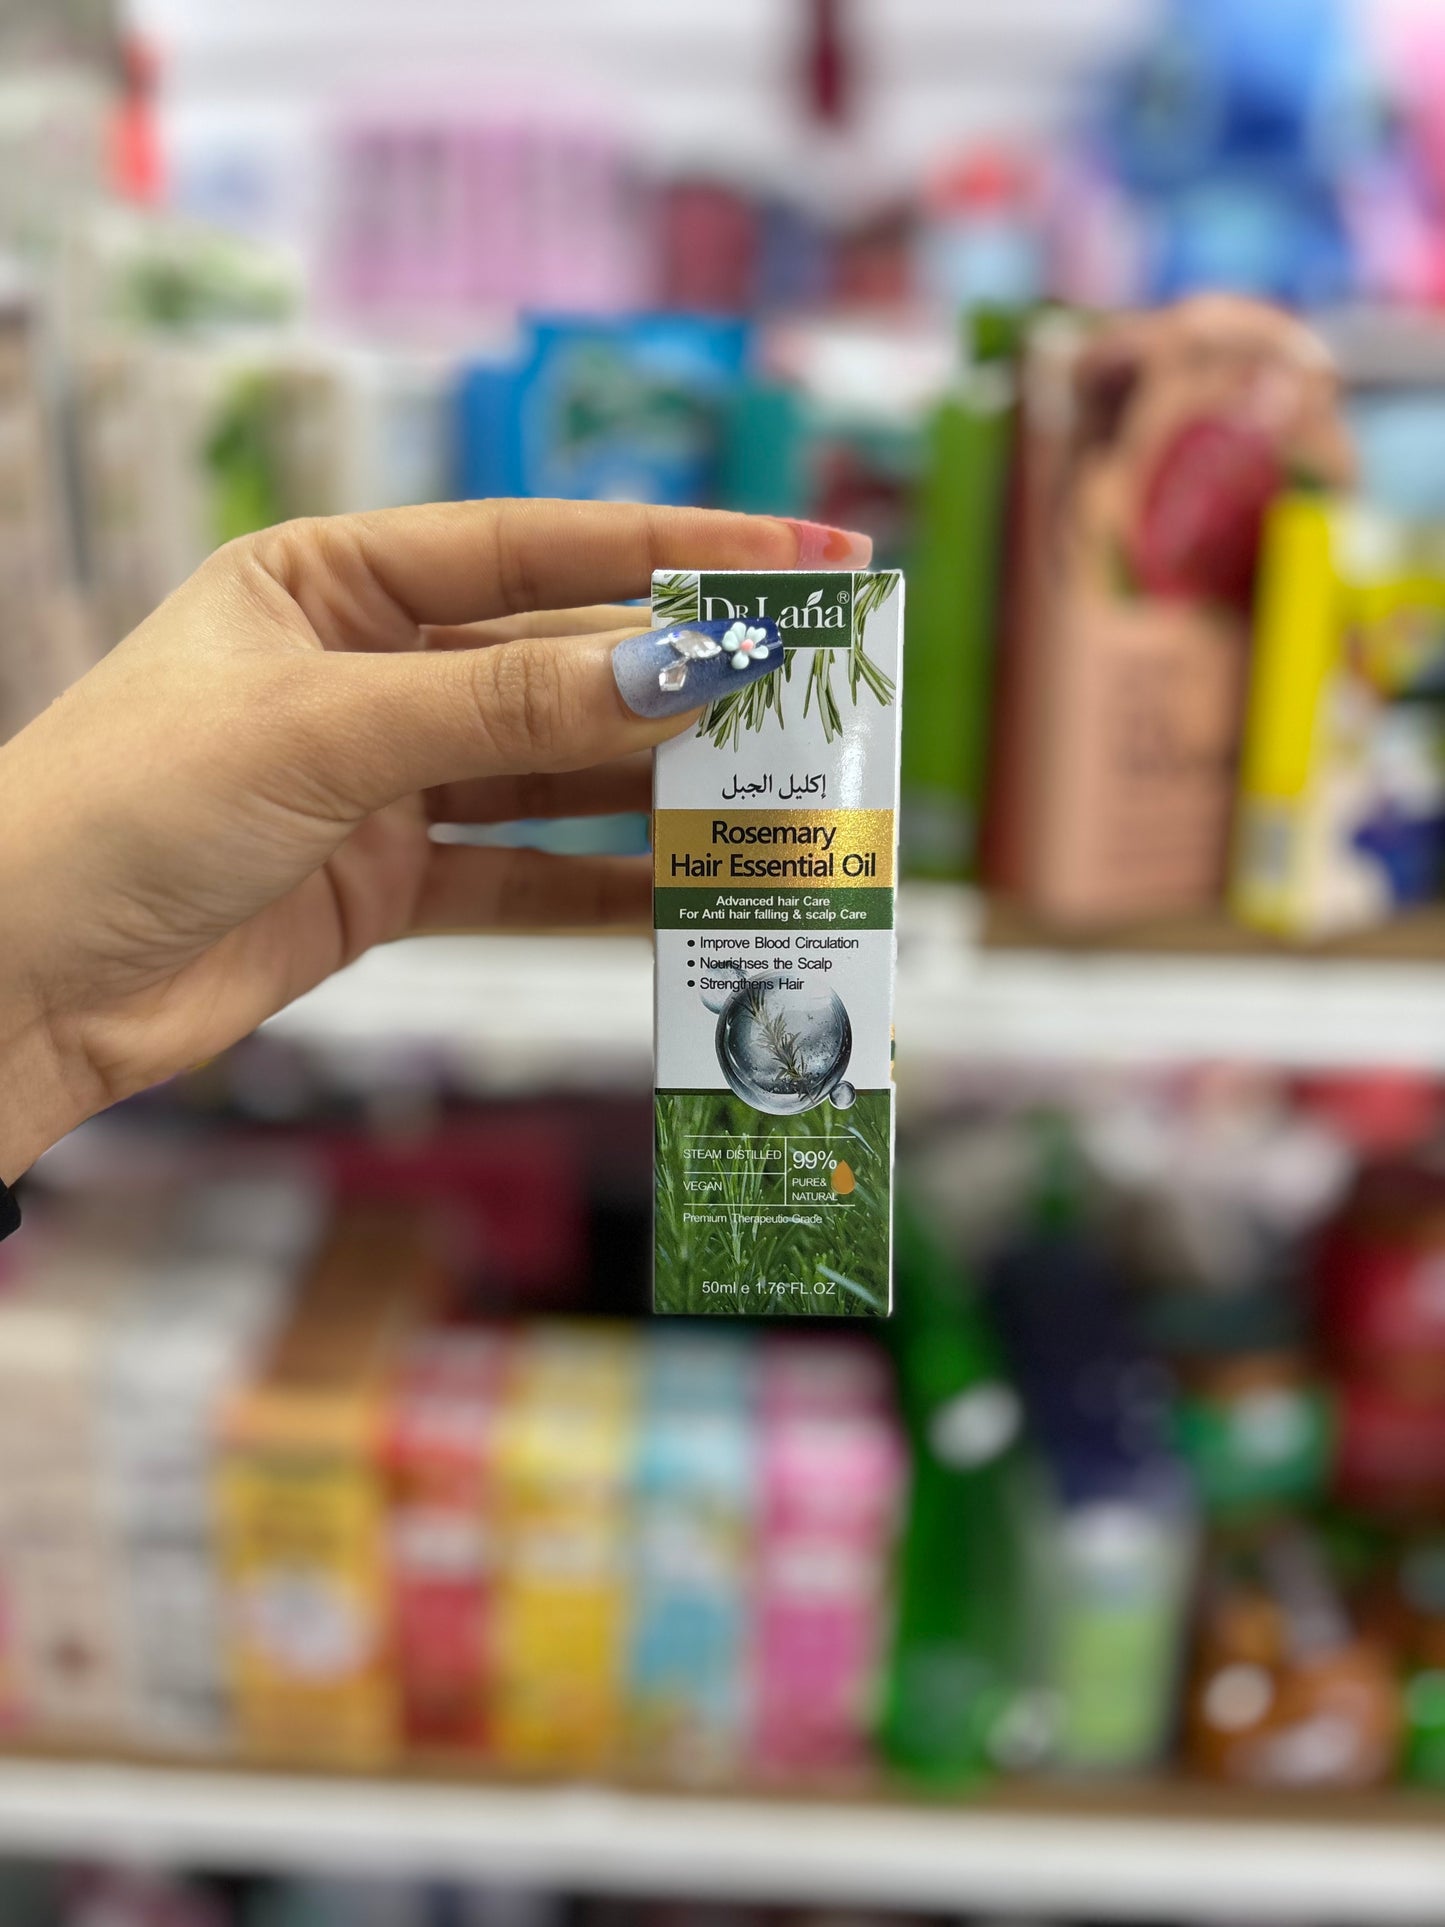 Dr. Lana®
إكليل الجبل
Rosemary
Hair Essential Oil
Advanced hair Care
For Anti hair falling & scalp Care
• Improve Blood Circulation
• Nourishses the Scalp
• Strengthens Hair
STEAM DISTILLED
VEGAN
99%
PURE&
NATURAL
Premium Therapeutic Grade
50ml e 1.76 FL.OZ